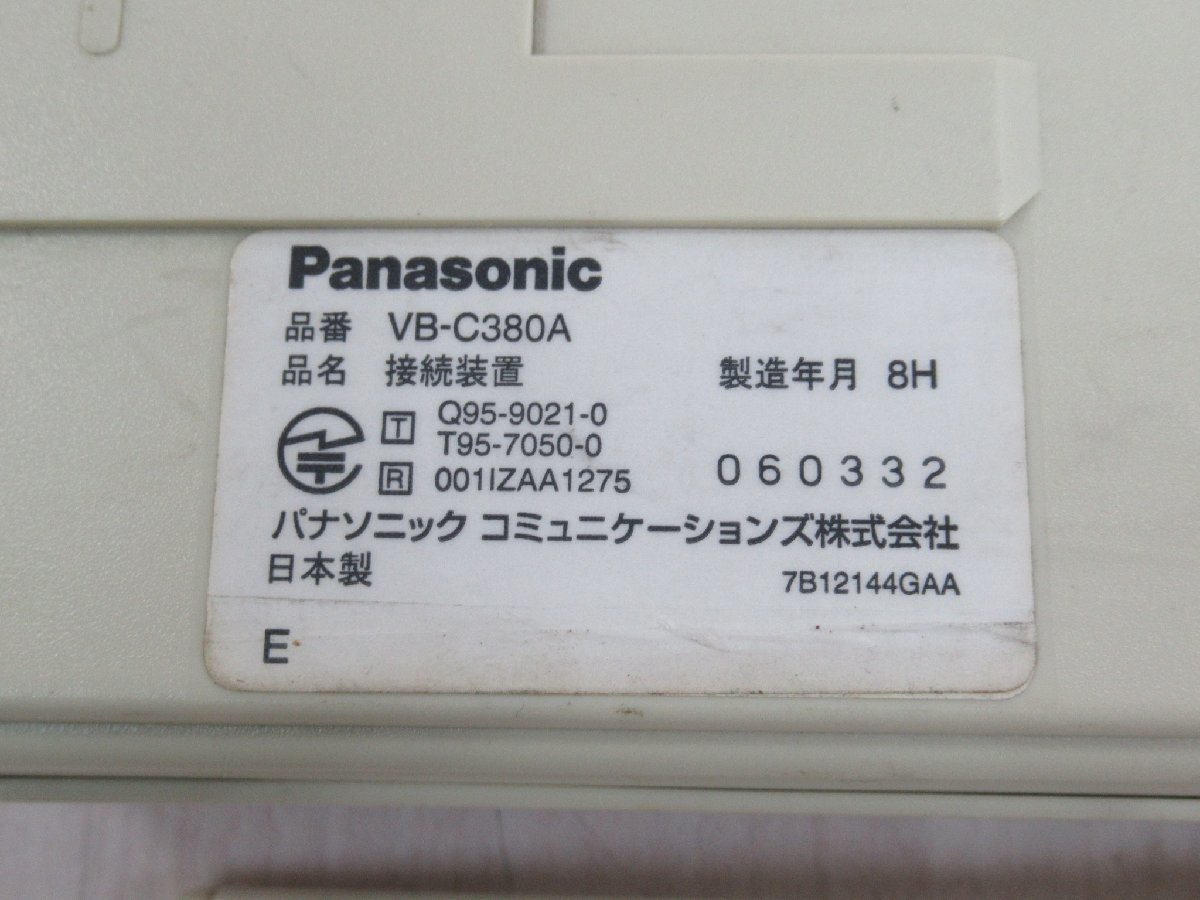 Panasonic
品番 VB-C380A
品名 接続装置 製造年月 8H
T Q95-9021-0
T95-7050-0
R 001IZAA1275 060332
パナソニック コミュニケーションズ株式会社
日本製 7B12144GAA
E